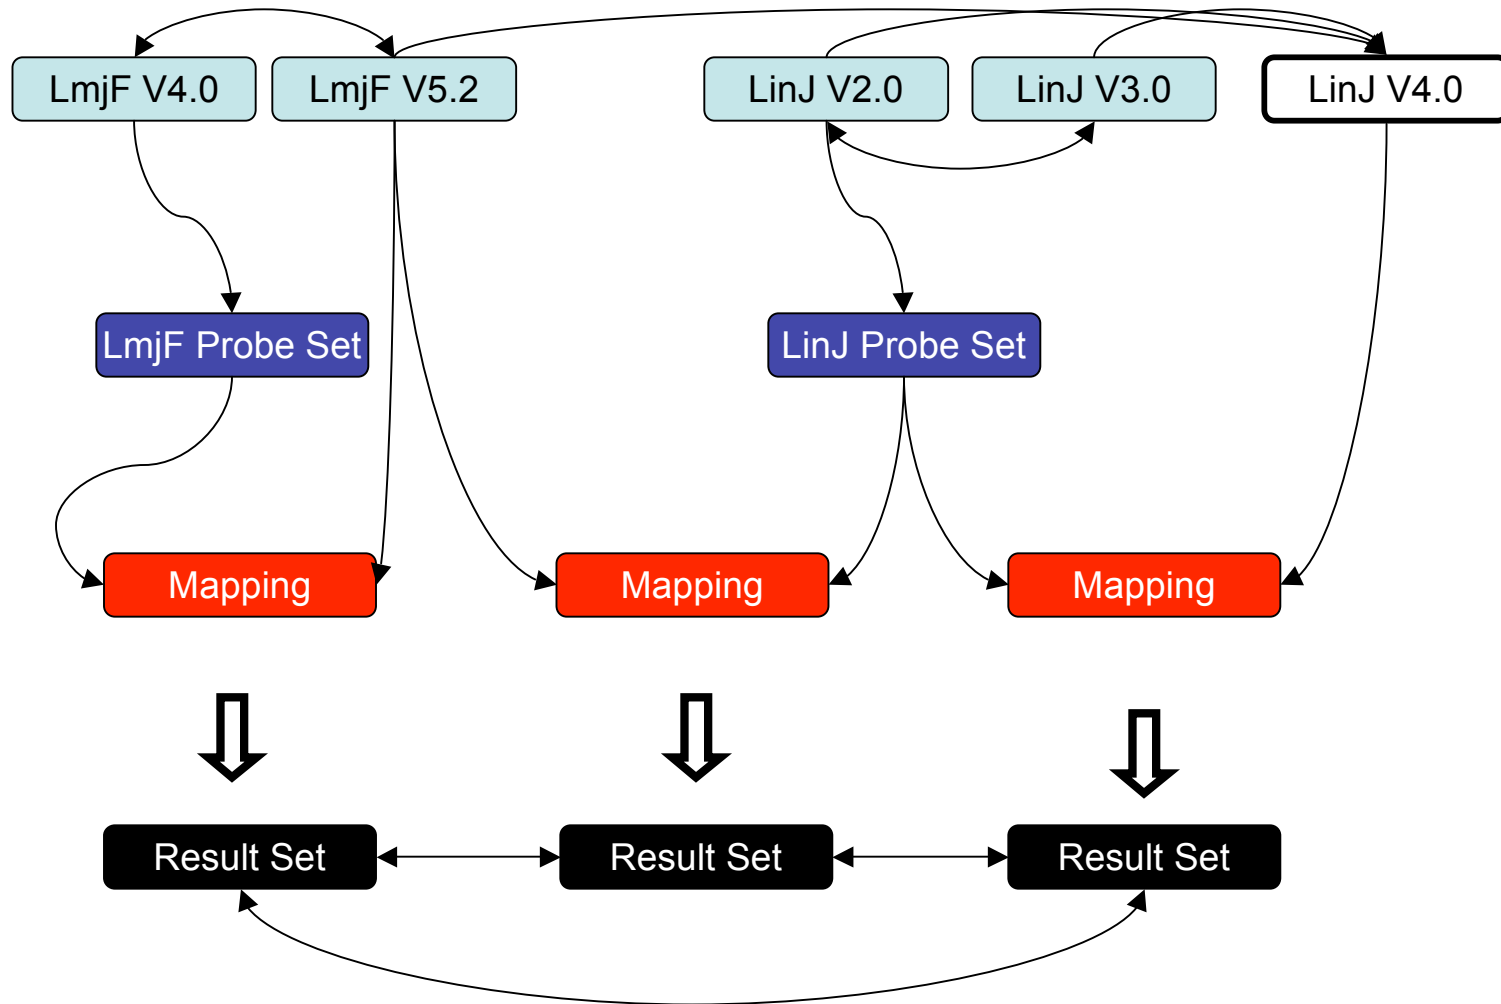 LmjF V4.0
LmjF V5.2
LinJ V2.0
LinJ V3.0
LinJ V4.0
LmjF Probe Set
LinJ Probe Set
Mapping
Mapping
Mapping
Result Set
Result Set
Result Set